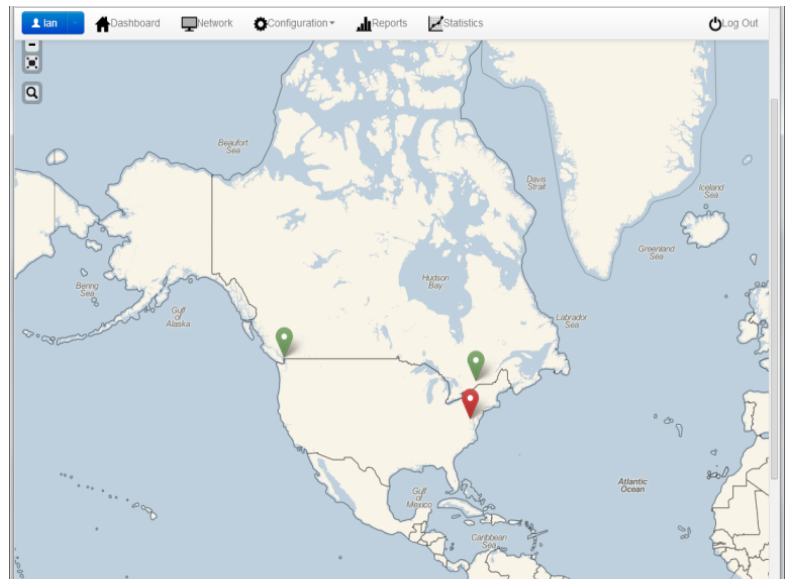 Ian
Dashboard
Network
Configuration
Reports
Statistics
Log Out
Beaufort
Sea
Davis
Strait
Iceland
Sea
Greenland
Sea
Bering
Sea
Hudson
Bay
Gulf
of
Alaska
Labrador
Sea
Atlantic
Ocean
Gulf
of
Mexico
Caribbean
Sea